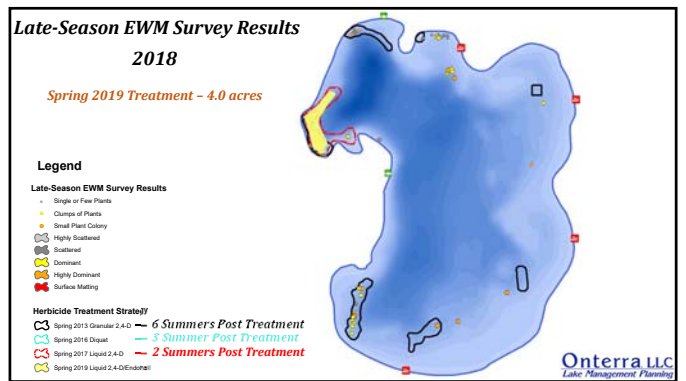 Late-Season EWM Survey Results
2018
Spring 2019 Treatment – 4.0 acres
Legend
Late-Season EWM Survey Results
Single or Few Plants
Clumps of Plants
Small Plant Colony
Highly Scattered
Scattered
Dominant
Highly Dominant
Surface Matting
Herbicide Treatment Strategy
Spring 2013 Granular 2,4-D 6 Summers Post Treatment
Spring 2016 Diquat 3 Summer Post Treatment
Spring 2017 Liquid 2,4-D 2 Summers Post Treatment
Spring 2019 Liquid 2,4-D/Endothall
Onterra LLC
Lake Management Planning